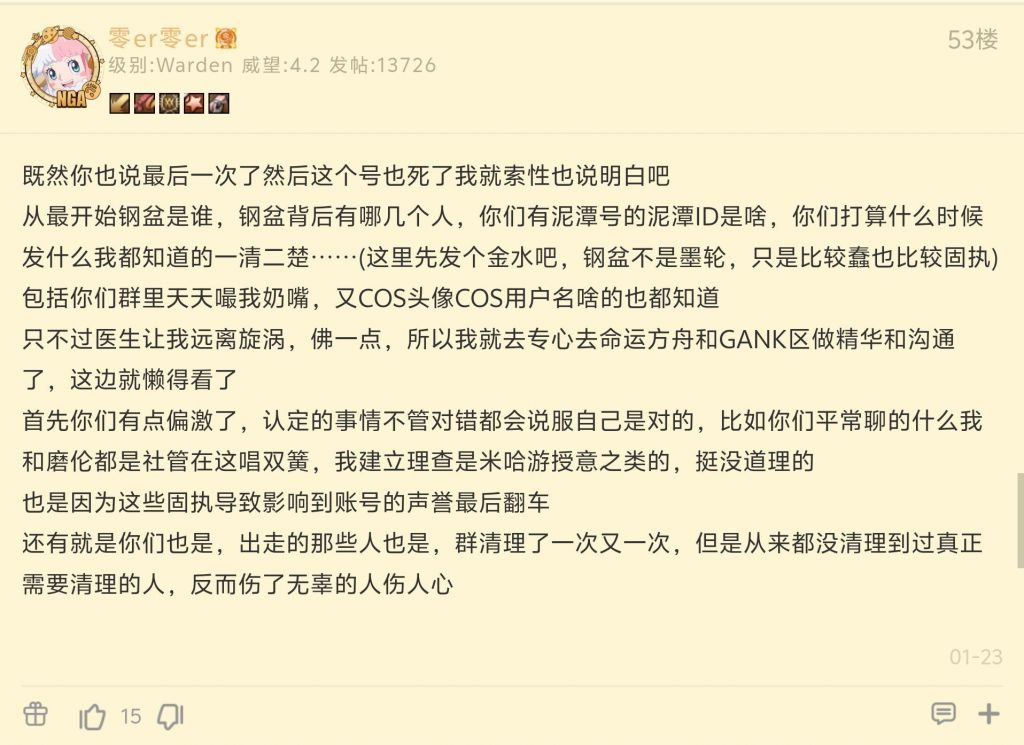 零er零er
53楼
级别:Warden 威望:4.2 发帖:13726
NGA
既然你也说最后一次了然后这个号也死了我就索性也说明白吧
从最开始钢盆是谁，钢盆背后有哪几个人，你们有泥潭号的泥潭ID是啥，你们打算什么时候
发什么我都知道的一清二楚……(这里先发个金水吧，钢盆不是墨轮，只是比较蠢也比较固执)
包括你们群里天天嘬我奶嘴，又COS头像COS用户名啥的也都知道
只不过医生让我远离旋涡，佛一点，所以我就去专心去命运方舟和GANK区做精华和沟通
了，这边就懒得看了
首先你们有点偏激了，认定的事情不管对错都会说服自己是对的，比如你们平常聊的什么我
和磨伦都是社管在这唱双簧，我建立理查是米哈游授意之类的，挺没道理的
也是因为这些固执导致影响到账号的声誉最后翻车
还有就是你们也是，出走的那些人也是，群清理了一次又一次，但是从来都没清理到过真正
需要清理的人，反而伤了无辜的人伤人心
01-23
15